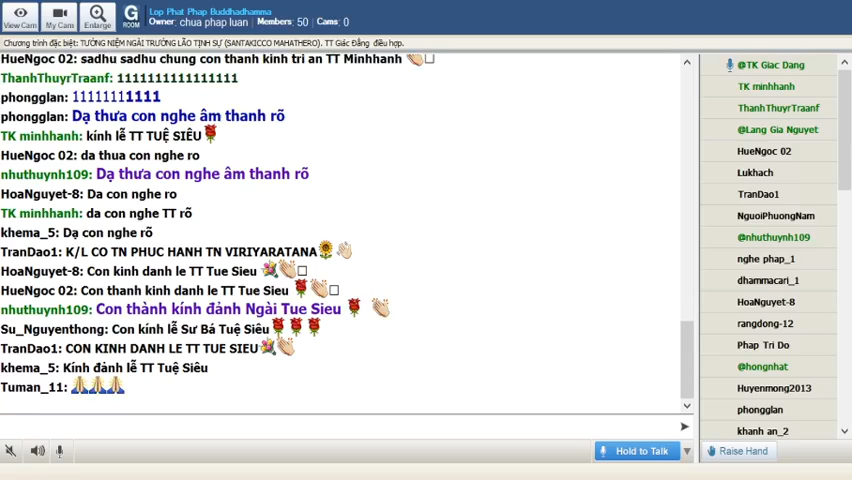 View Cam
My Cam
Enlarge
G
ROOM
Lop Phat Phap Buddhadhamma
Owner: chua phap luan Members: 50 Cams: 0
Chương trình đặc biệt: TƯỞNG NIỆM NGÀI TRƯỞNG LÃO TỊNH SỰ (SANTAKICCO MAHATHERO). TT Giác Đẳng điều hợp.
HueNgoc 02: sadhu sadhu chung con thanh kinh tri an TT Minhhanh
ThanhThuyrTraanf: 1111111111111111
phongglan: 11111111111
phongglan: Dạ thưa con nghe âm thanh rõ
TK minhhanh: kính lễ TT TUỆ SIÊU
HueNgoc 02: da thua con nghe ro
nhuthuynh109: Dạ thưa con nghe âm thanh rõ
HoaNguyet-8: Da con nghe ro
TK minhhanh: da con nghe TT rõ
khema_5: Dạ con nghe rõ
TranDao1: K/L CO TN PHUC HANH TN VIRIYARATANA
HoaNguyet-8: Con kinh danh le TT Tue Sieu
HueNgoc 02: Con thanh kinh danh le TT Tue Sieu
nhuthuynh109: Con thành kính đảnh Ngài Tue Sieu
Su_Nguyenthong: Con kính lễ Sư Bá Tuệ Siêu
TranDao1: CON KINH DANH LE TT TUE SIEU
khema_5: Kính đảnh lễ TT Tuệ Siêu
Tuman_11:
Hold to Talk
@TK Giac Dang
TK minhhanh
ThanhThuyrTraanf
@Lang Gia Nguyet
HueNgoc 02
Lukhach
TranDao1
NguoiPhuongNam
@nhuthuynh109
nghe phap_1
dhammacari_1
HoaNguyet-8
rangdong-12
Phap Tri Do
@hongnhat
Huyenmong2013
phongglan
khanh an_2
Raise Hand